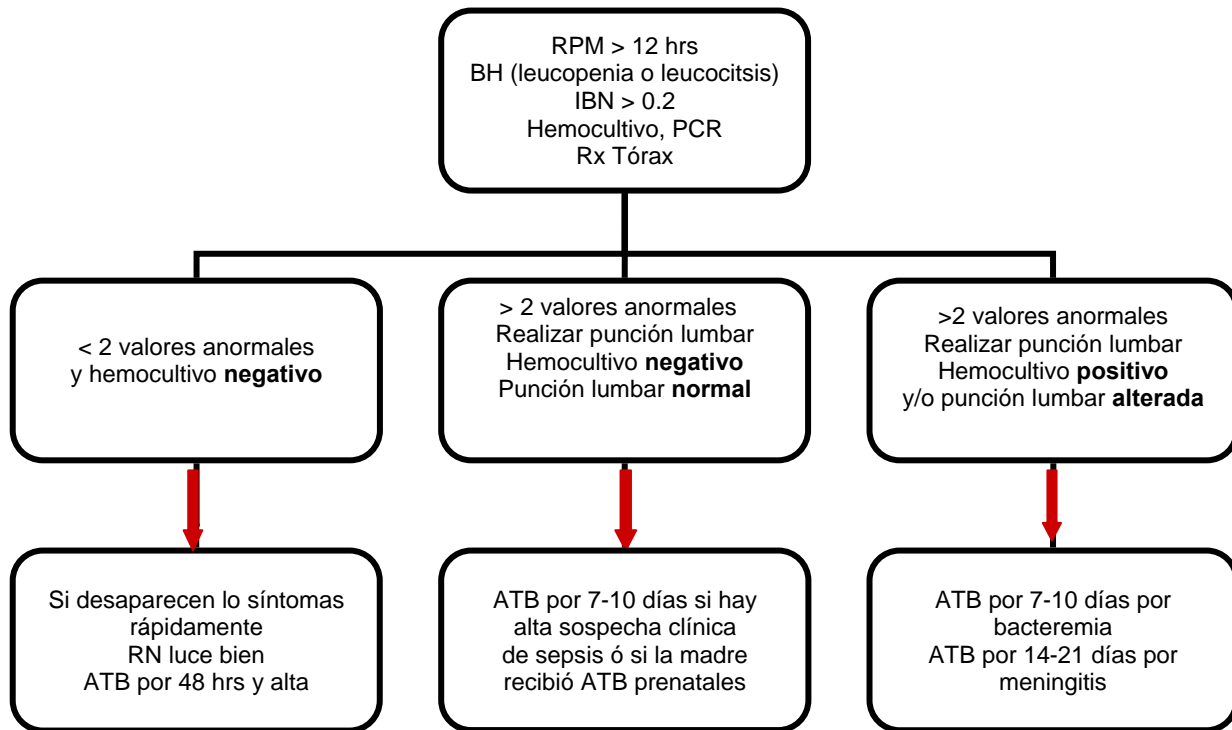 RPM > 12 hrs
BH (leucopenia o leucocitsis)
IBN > 0.2
Hemocultivo, PCR
Rx Tórax
< 2 valores anormales
y hemocultivo negativo
> 2 valores anormales
Realizar punción lumbar
Hemocultivo negativo
Punción lumbar normal
>2 valores anormales
Realizar punción lumbar
Hemocultivo positivo
y/o punción lumbar alterada
Si desaparecen lo síntomas
rápidamente
RN luce bien
ATB por 48 hrs y alta
ATB por 7-10 días si hay
alta sospecha clínica
de sepsis ó si la madre
recibió ATB prenatales
ATB por 7-10 días por
bacteremia
ATB por 14-21 días por
meningitis